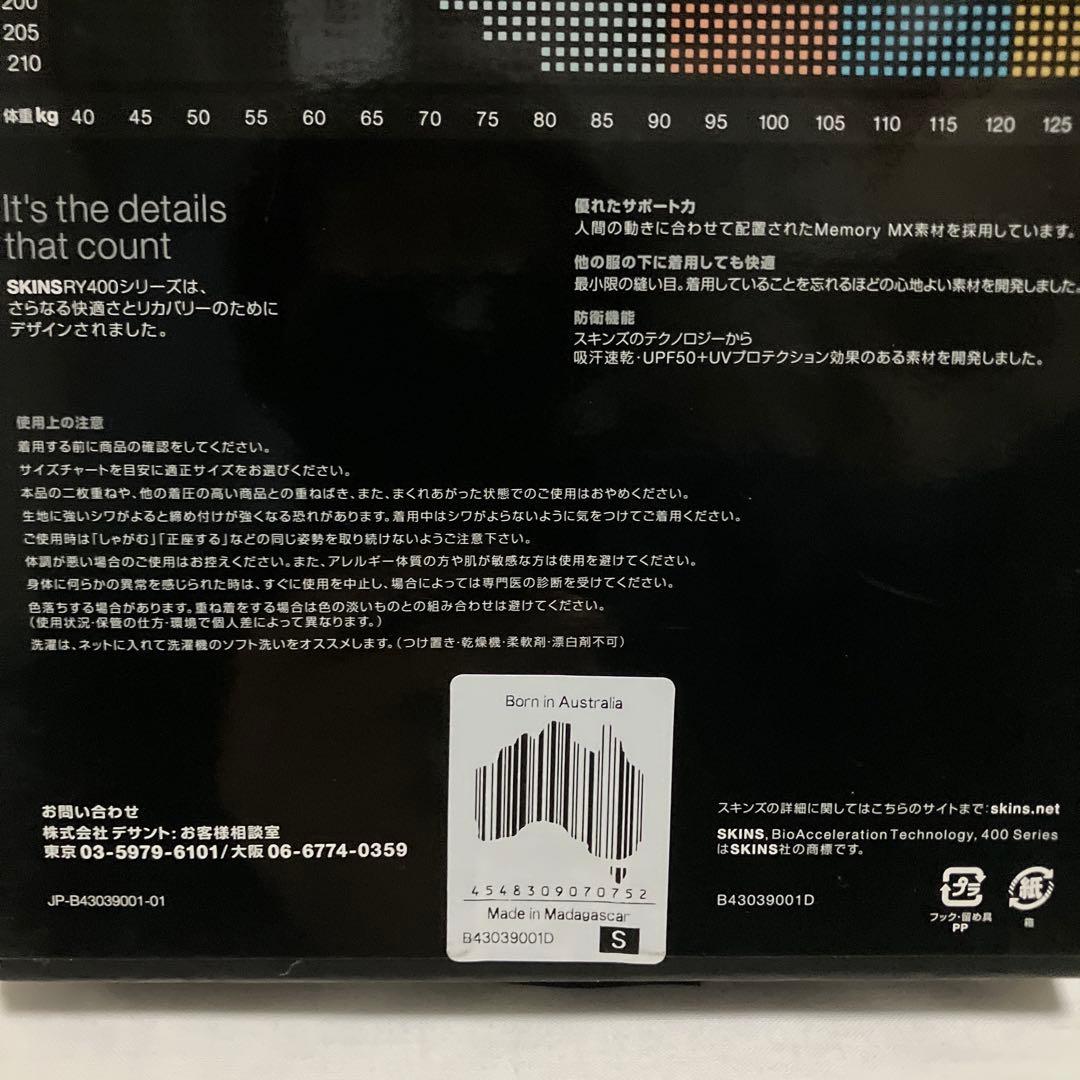 200
205
210
体重kg 40 45 50 55 60 65 70 75 80 85 90 95 100 105 110 115 120 125
It's the details
that count
SKINSRY400シリーズは、
さらなる快適さとリカバリーのために
デザインされました。
優れたサポート力
人間の動きに合わせて配置されたMemory MX素材を採用しています。
他の服の下に着用しても快適
最小限の縫い目。着用していることを忘れるほどの心地よい素材を開発しました。
防衛機能
スキンズのテクノロジーから
吸汗速乾・UPF50+UVプロテクション効果のある素材を開発しました。
使用上の注意
着用する前に商品の確認をしてください。
サイズチャートを目安に適正サイズをお選びください。
本品の二枚重ねや、他の着圧の高い商品との重ねばき、また、まくれあがった状態でのご使用はおやめください。
生地に強いシワがよると締め付けが強くなる恐れがあります。着用中はシワがよらないように気をつけてご着用ください。
ご使用時は「しゃがむ」「正座する」などの同じ姿勢を取り続けないようご注意下さい。
体調が悪い場合のご使用はお控えください。また、アレルギー体質の方や肌が敏感な方は使用を避けてください。
身体に何らかの異常を感じられた時は、すぐに使用を中止し、場合によっては専門医の診断を受けてください。
色落ちする場合があります。重ね着をする場合は色の淡いものとの組み合わせは避けてください。
(使用状況・保管の仕方・環境で個人差によって異なります。)
洗濯は、ネットに入れて洗濯機のソフト洗いをオススメします。(つけ置き・乾燥機・柔軟剤・漂白剤不可)
お問い合わせ
株式会社 デサント:お客様相談室
東京 03-5979-6101/大阪 06-6774-0359
JP-B43039001-01
Born in Australia
4548309070752
Made in Madagascar
B43039001D S
スキンズの詳細に関してはこちらのサイトまで:skins.net
SKINS, BioAcceleration Technology, 400 Series
はSKINS社の商標です。
B43039001D
プラ
フック・留め具
PP
紙
箱